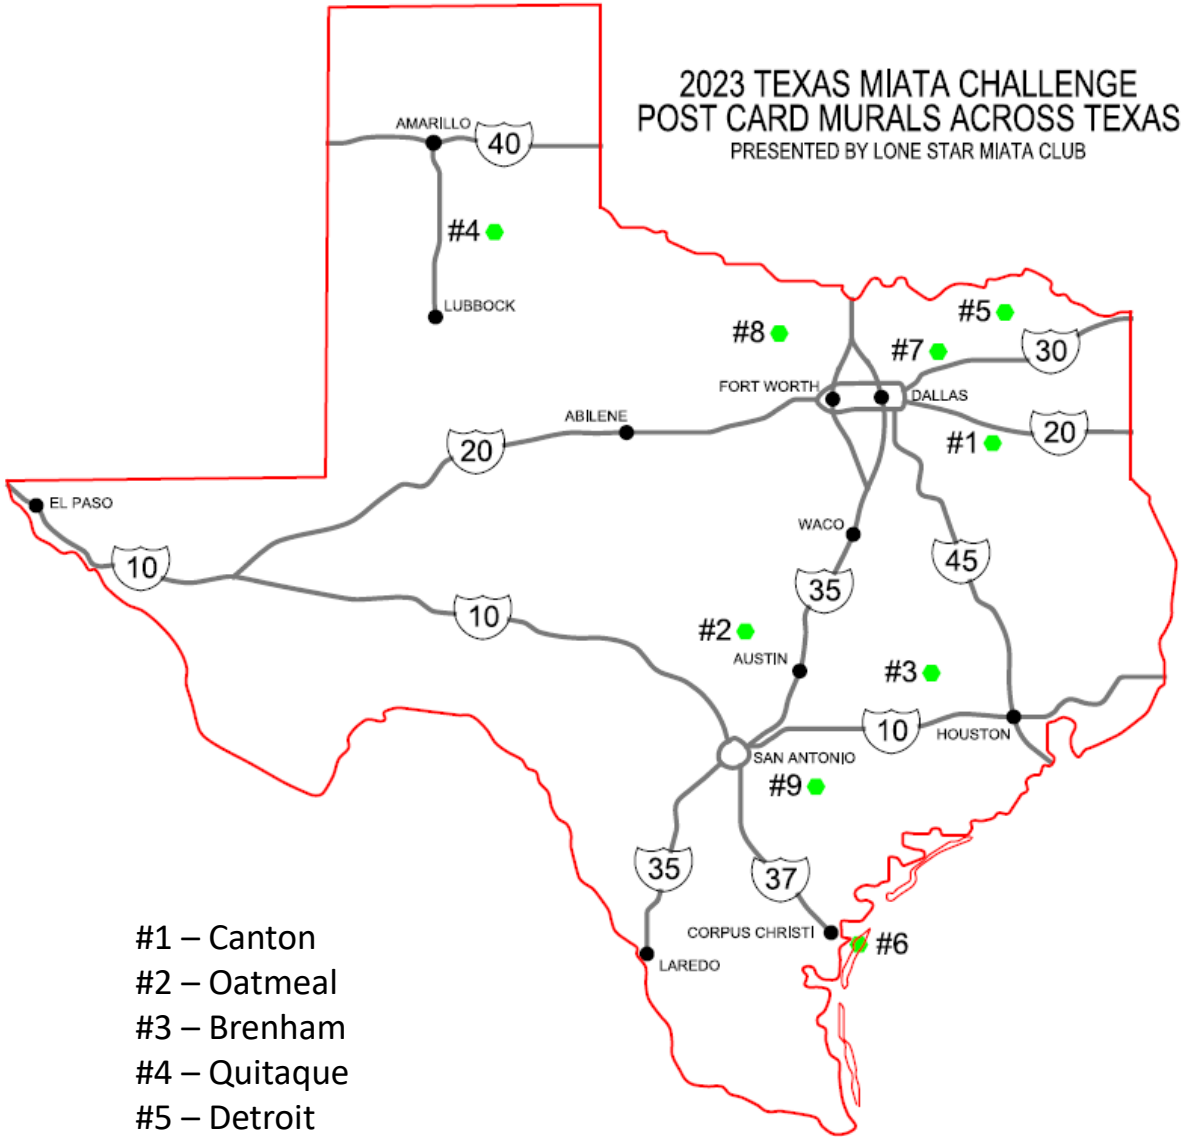 2023 TEXAS MIATA CHALLENGE
POST CARD MURALS ACROSS TEXAS
PRESENTED BY LONE STAR MIATA CLUB
AMARILLO
40
#4
LUBBOCK
#5
#8
#7
30
FORT WORTH
DALLAS
ABILENE
20
#1
20
EL PASO
WACO
10
45
35
10
#2
AUSTIN
#3
10
HOUSTON
SAN ANTONIO
#9
35
37
CORPUS CHRISTI
#6
LAREDO
#1 – Canton
#2 – Oatmeal
#3 – Brenham
#4 – Quitaque
#5 – Detroit